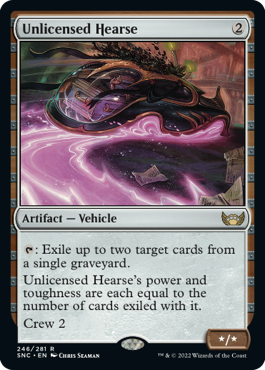 Unlicensed Hearse 2
Artifact — Vehicle
: Exile up to two target cards from
a single graveyard.
Unlicensed Hearse's power and
toughness are each equal to the
number of cards exiled with it.
Crew 2
*/*
246/281 R
SNC • EN Chris Seaman ™ & © 2022 Wizards of the Coast